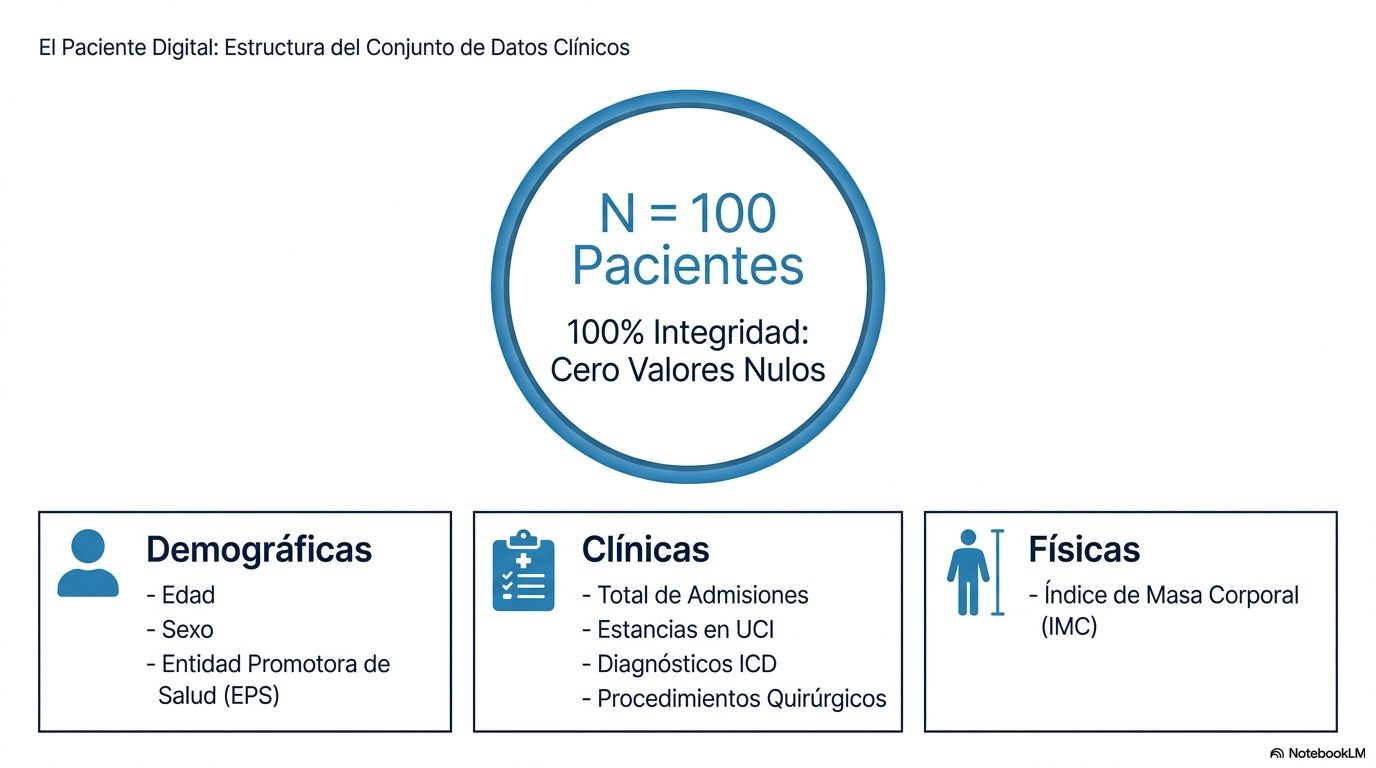 El Paciente Digital: Estructura del Conjunto de Datos Clínicos
N = 100
Pacientes
100% Integridad:
Cero Valores Nulos
Demográficas
- Edad
- Sexo
- Entidad Promotora de
Salud (EPS)
Clínicas
- Total de Admisiones
- Estancias en UCI
- Diagnósticos ICD
- Procedimientos Quirúrgicos
Físicas
- Índice de Masa Corporal
(IMC)
NotebookLM